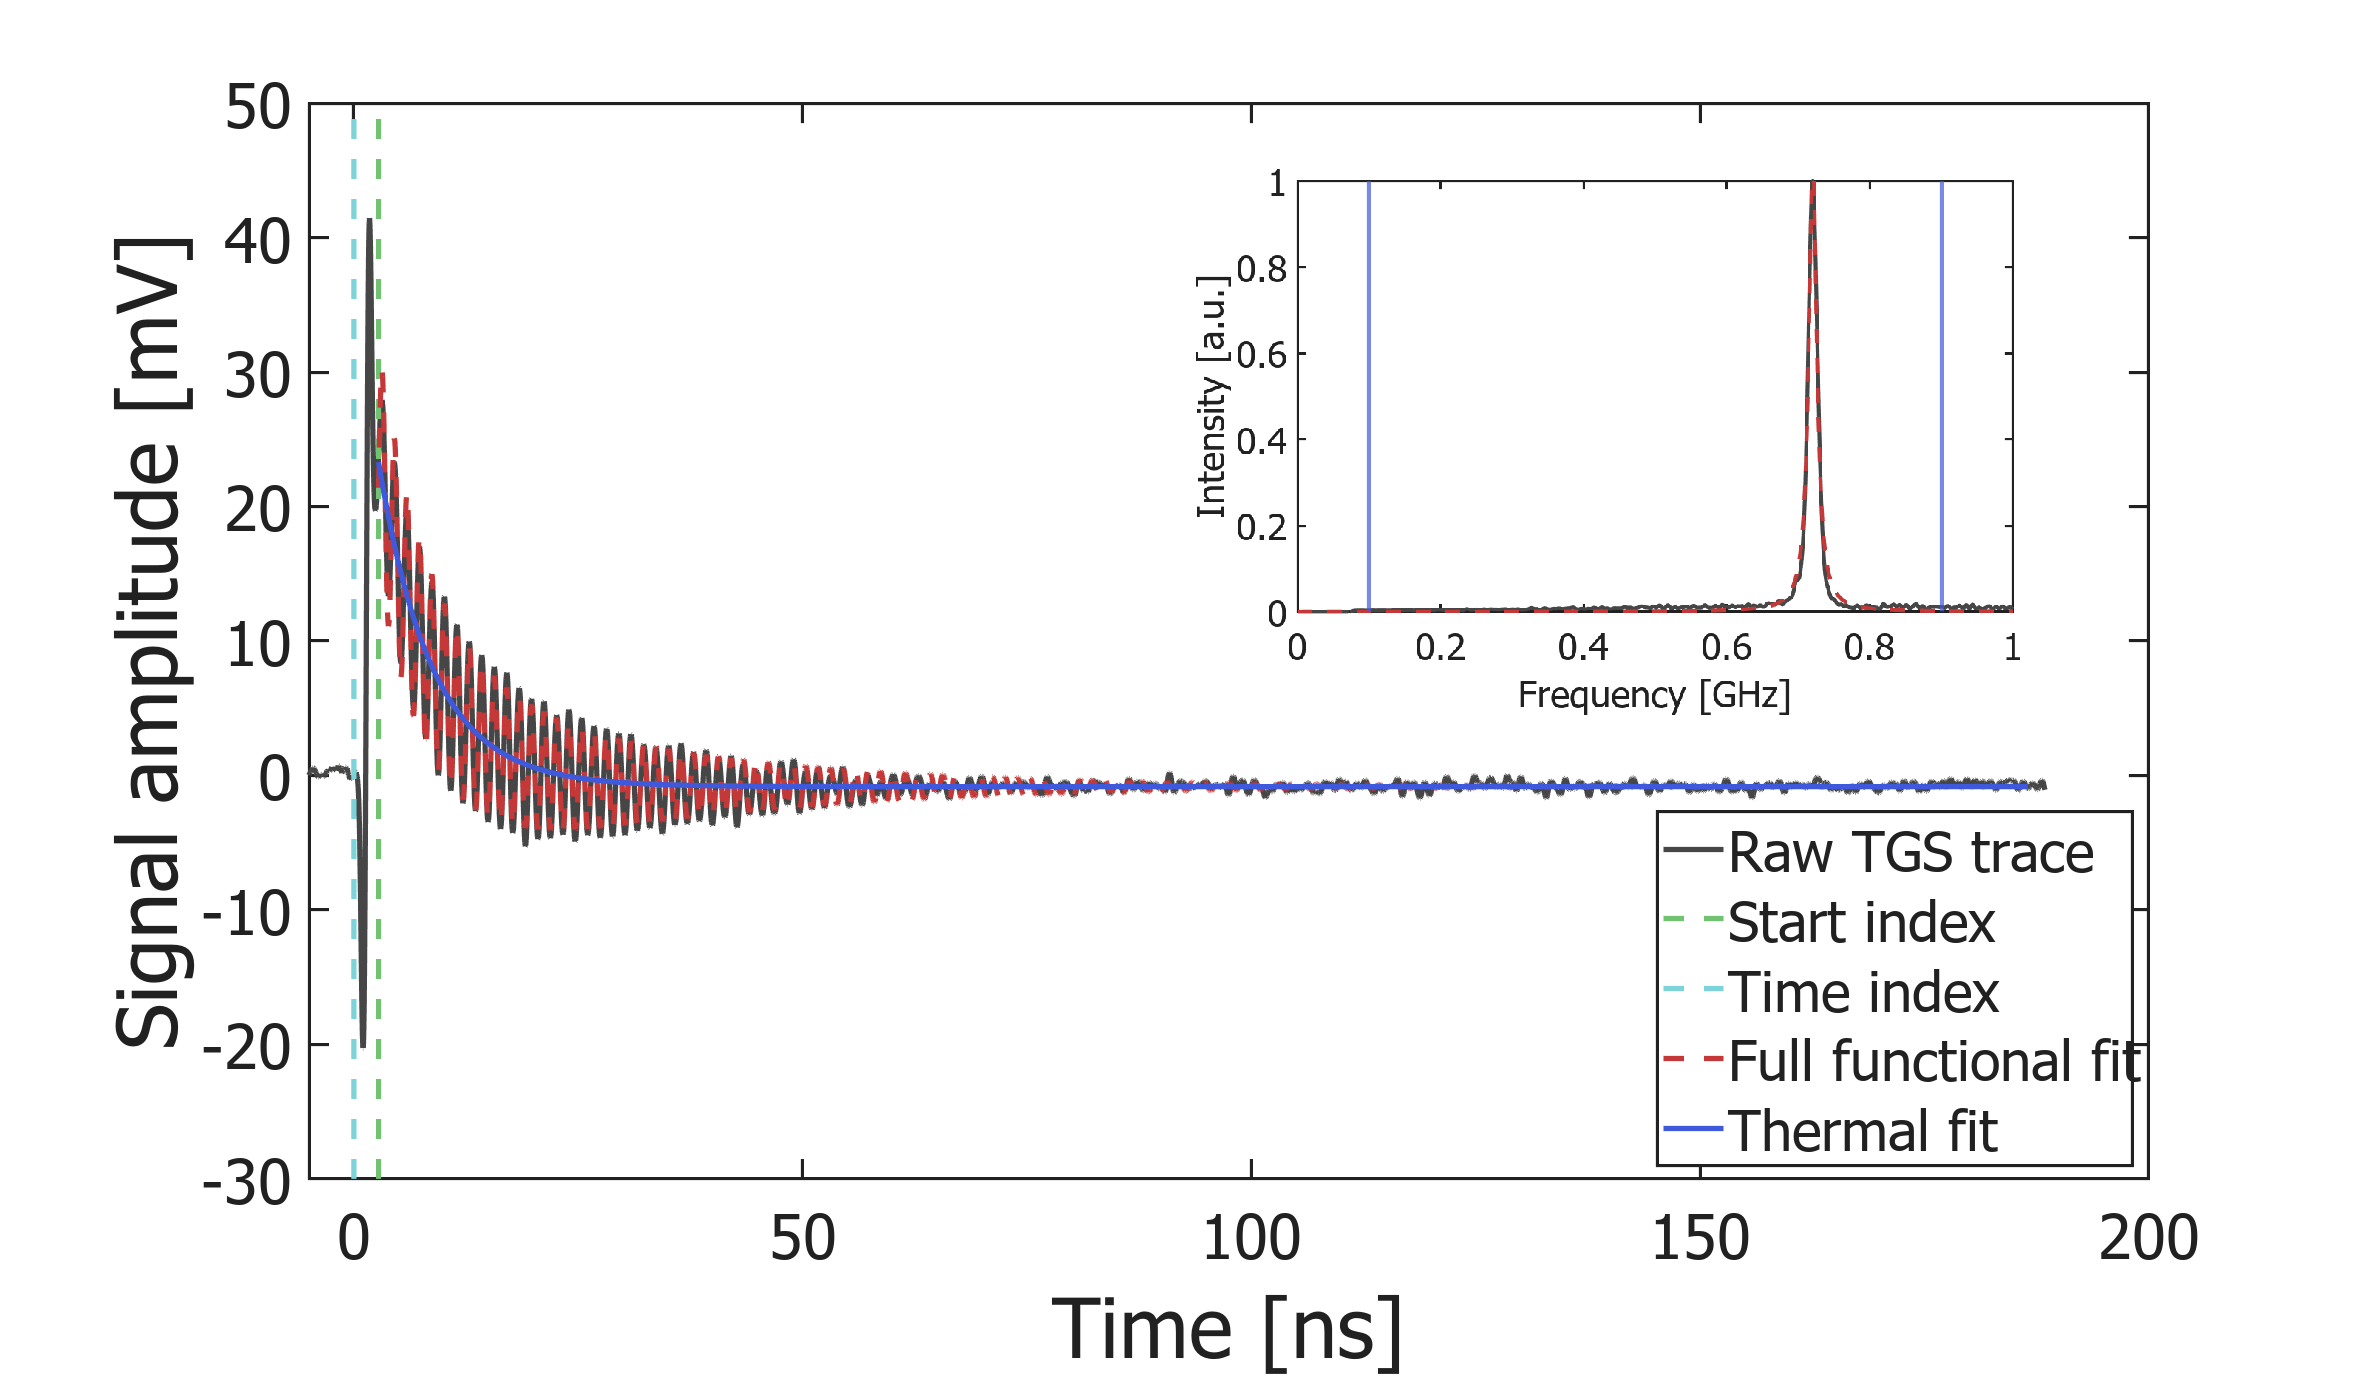 Signal amplitude [mV]
50
40
30
20
10
0
-10
-20
-30
0
50
100
150
200
Time [ns]
Intensity [a.u.]
1
0.8
0.6
0.4
0.2
0
0
0.2
0.4
0.6
0.8
1
Frequency [GHz]
Raw TGS trace
Start index
Time index
Full functional fit
Thermal fit